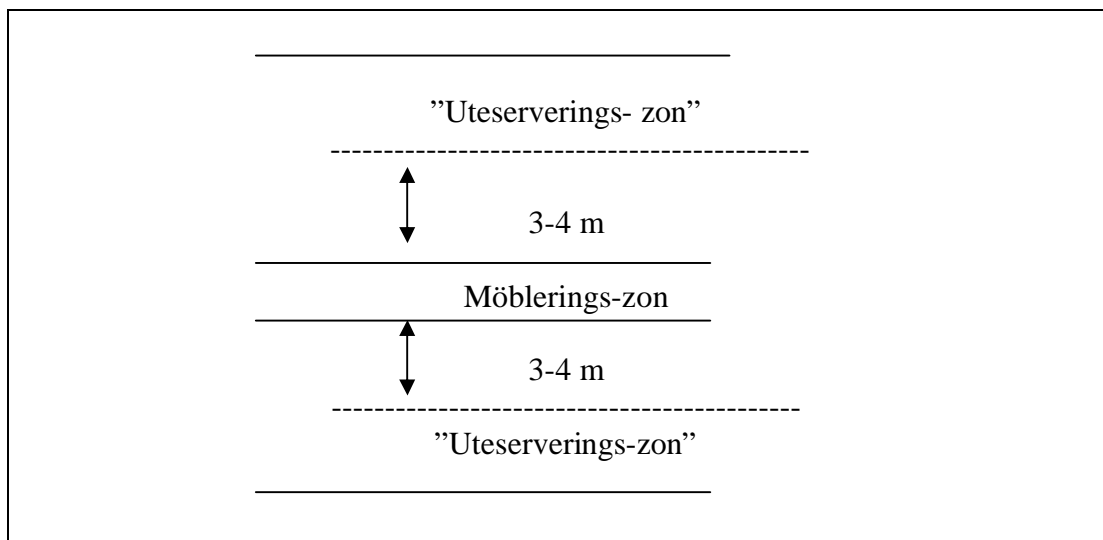 ”Uteserverings- zon”
3-4 m
Möblerings-zon
3-4 m
”Uteserverings-zon”